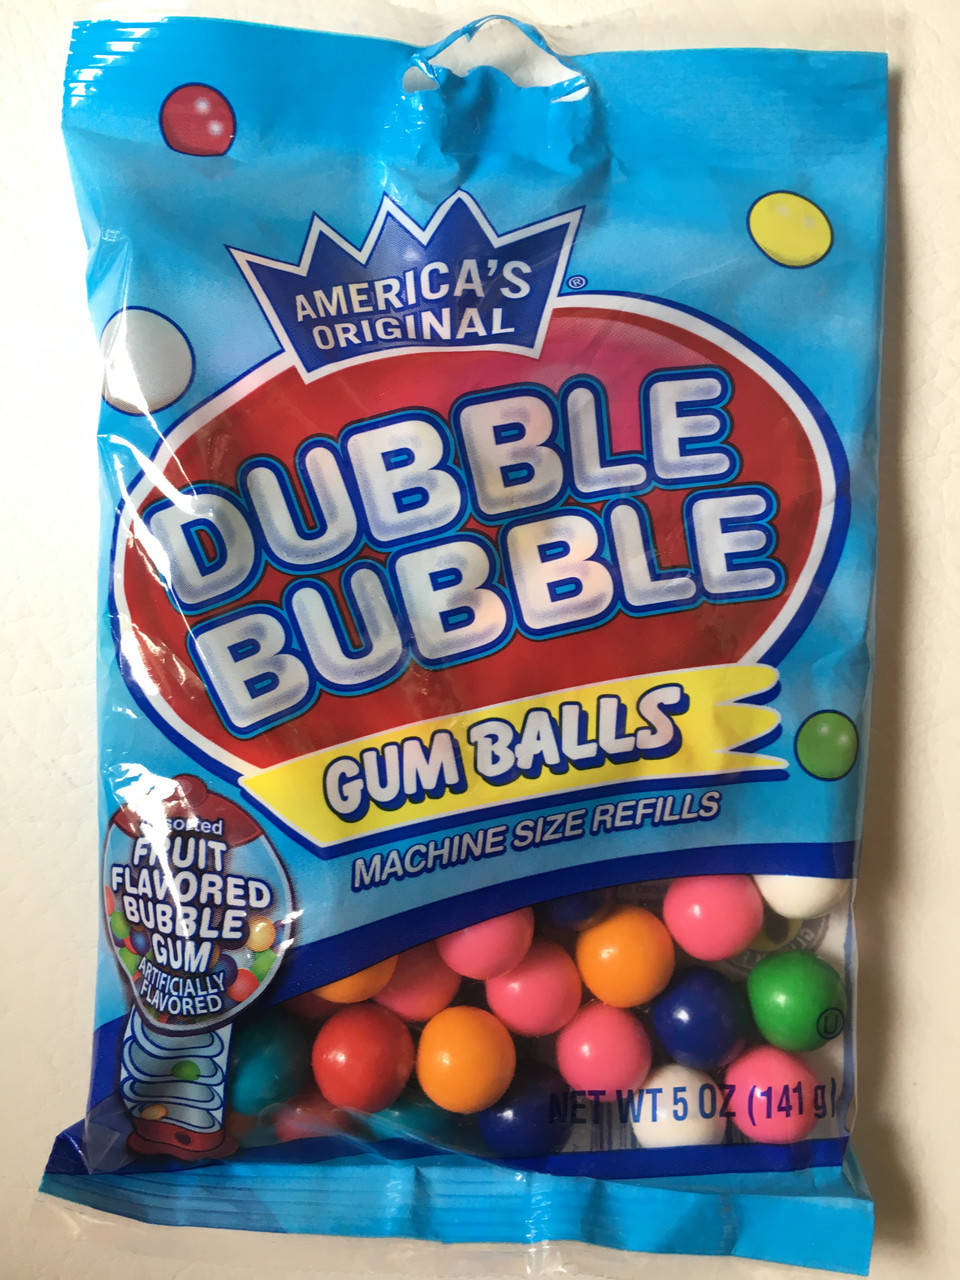 AMERICA'S
ORIGINAL
®
DUBBLE
BUBBLE
GUM BALLS
MACHINE SIZE REFILLS
Assorted
FRUIT
FLAVORED
BUBBLE
GUM
ARTIFICIALLY
FLAVORED
U
NET WT 5 OZ (141 g)